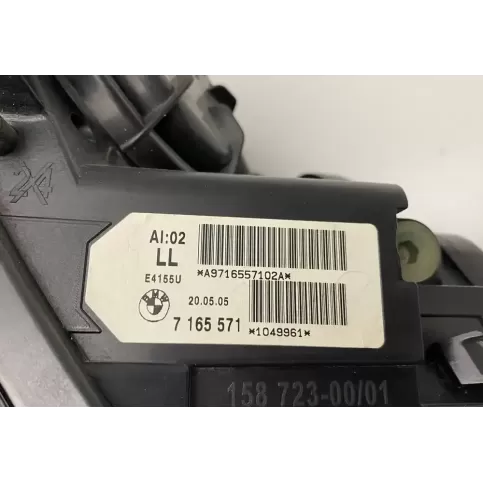 AI:02
LL
E4155U
*A9716557102A*
BMW
20.05.05
7 165 571
*1049961*
158 723-00/01